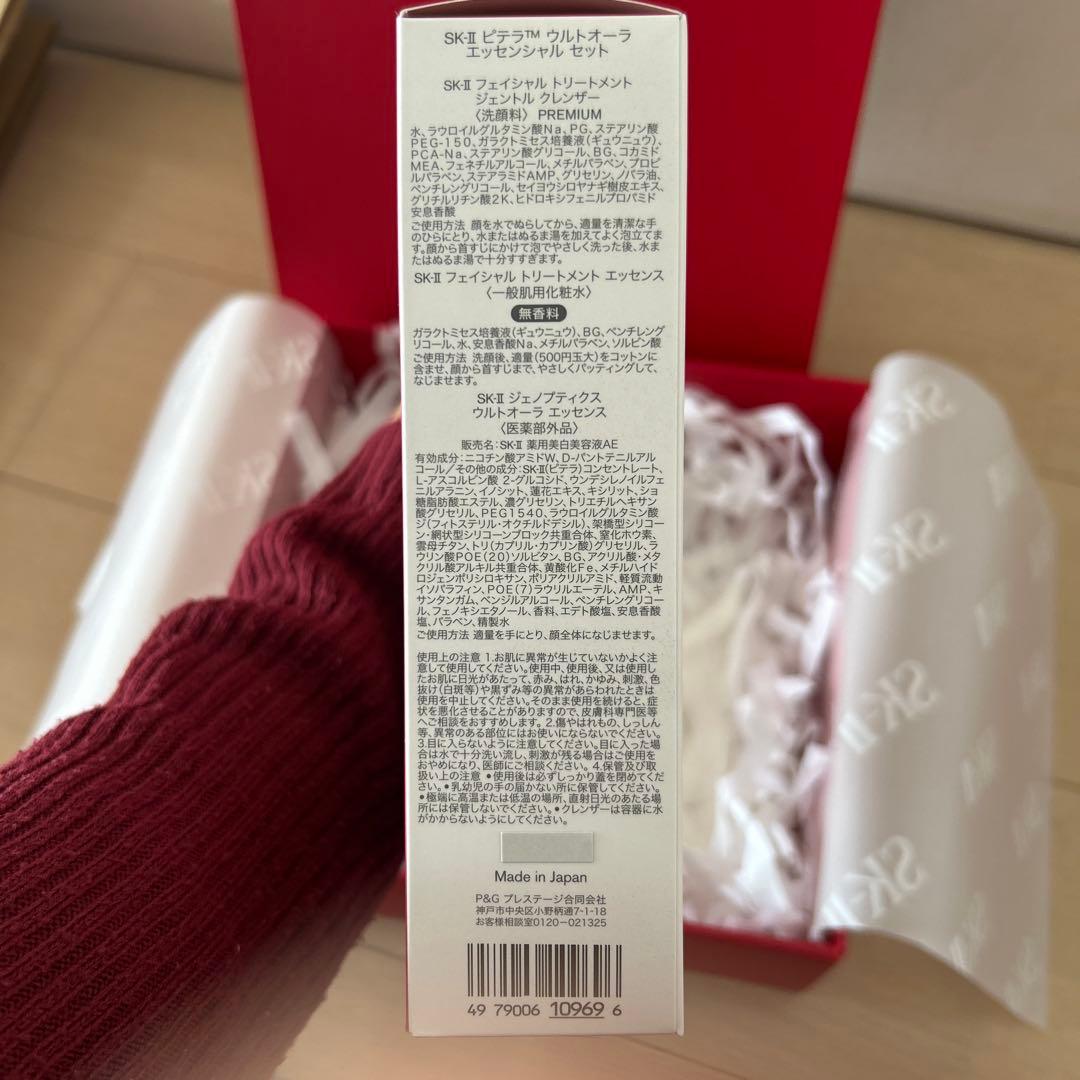 SK-II ピテラ™ ウルトオーラ
エッセンシャル セット
SK-II フェイシャル トリートメント
ジェントル クレンザー
〈洗顔料〉 PREMIUM
水、ラウロイルグルタミン酸Na、PG、ステアリン酸
PEG-150、ガラクトミセス培養液(ギュウニュウ)、
PCA-Na、ステアリン酸グリコール、BG、コカミド
MEA、フェネチルアルコール、メチルパラベン、プロピ
ルパラベン、ステアラミドAMP、グリセリン、ノバラ油、
ペンチレングリコール、セイヨウシロヤナギ樹皮エキス、
グリチルリチン酸2K、ヒドロキシフェニルプロパミド
安息香酸
ご使用方法 顔を水でぬらしてから、適量を清潔な手
のひらにとり、水またはぬるま湯を加えてよく泡立てま
す。顔から首すじにかけて泡でやさしく洗った後、水ま
たはぬるま湯で十分すすぎます。
SK-II フェイシャル トリートメント エッセンス
〈一般肌用化粧水〉
無香料
ガラクトミセス培養液(ギュウニュウ)、BG、ペンチレング
リコール、水、安息香酸Na、メチルパラベン、ソルビン酸
ご使用方法 洗顔後、適量(500円玉大)をコットンに
含ませ、顔から首すじまで、やさしくパッティングして、
なじませます。
SK-II ジェノプティクス
ウルトオーラ エッセンス
〈医薬部外品〉
販売名:SK-II 薬用美白美容液AE
有効成分:ニコチン酸アミドW、D-パントテニルアル
コール/その他の成分:SK-II(ピテラ)コンセントレート、
L-アスコルビン酸 2-グルコシド、ウンデシレノイルフェ
ニルアラニン、イノシット、蓮花エキス、キシリット、ショ
糖脂肪酸エステル、濃グリセリン、トリエチルヘキサン
酸グリセリル、PEG1540、ラウロイルグルタミン酸
ジ(フィトステリル・オクチルドデシル)、架橋型シリコー
ン・網状型シリコーンブロック共重合体、窒化ホウ素、
雲母チタン、トリ(カプリル・カプリン酸)グリセリル、ラ
ウリン酸POE(20)ソルビタン、BG、アクリル酸・メタ
クリル酸アルキル共重合体、黄酸化Fe、メチルハイド
ロジェンポリシロキサン、ポリアクリルアミド、軽質流動
イソパラフィン、POE(7)ラウリルエーテル、AMP、キ
サンタンガム、ベンジルアルコール、ペンチレングリコー
ル、フェノキシエタノール、香料、エデト酸塩、安息香酸
塩、パラベン、精製水
ご使用方法 適量を手にとり、顔全体になじませます。
使用上の注意 1.お肌に異常が生じていないかよく注
意して使用してください。使用中、使用後、又は使用し
たお肌に日光があたって、赤み、はれ、かゆみ、刺激、色
抜け(白斑等)や黒ずみ等の異常があらわれたときは
使用を中止してください。そのまま使用を続けると、症
状を悪化させることがありますので、皮膚科専門医等
へご相談をおすすめします。2.傷やはれもの、しっしん
等、異常のある部位にはお使いにならないでください。
3.目に入らないように注意してください。目に入った場
合は水で十分洗い流し、刺激が残る場合はご使用を
おやめになり、医師にご相談ください。4.保管及び取
扱い上の注意 ●使用後は必ずしっかり蓋を閉めてくだ
さい。●乳幼児の手の届かない所に保管してください。
●極端に高温または低温の場所、直射日光のあたる場
所には保管しないでください。●クレンザーは容器に水
がかからないようにしてください。
Made in Japan
P&G プレステージ合同会社
神戸市中央区小野柄通7-1-18
お客様相談室0120-021325
49 79006 10969 6
SK-II
SK-II
SK-II
SK-II